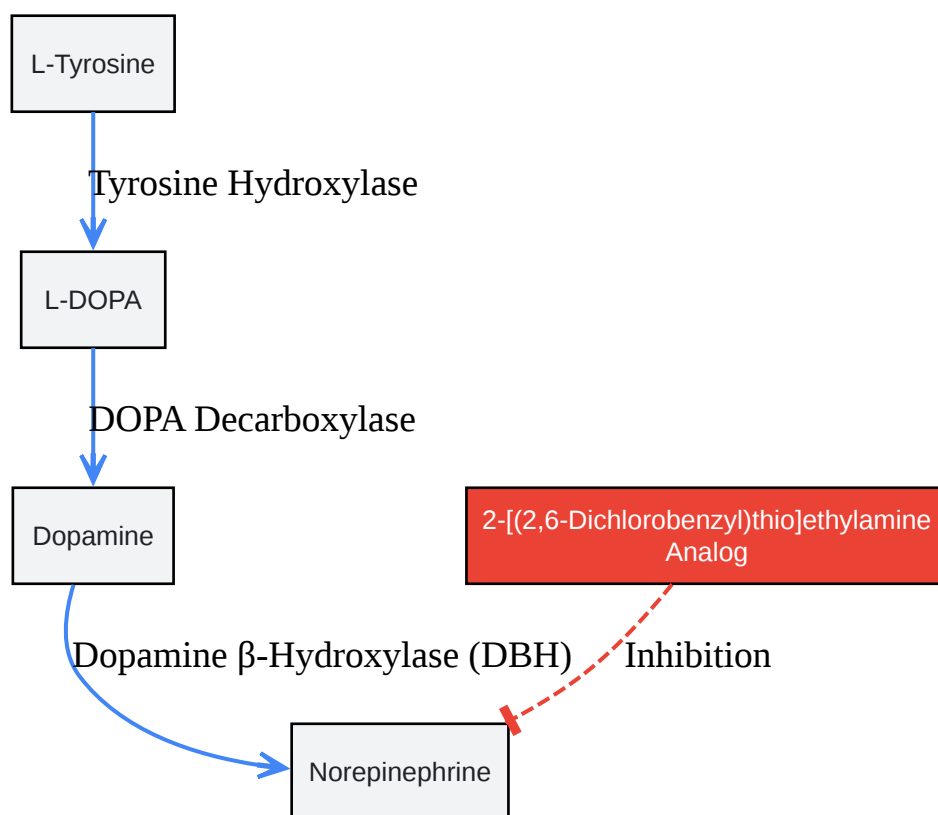 L-Tyrosine
Tyrosine Hydroxylase
L-DOPA
DOPA Decarboxylase
Dopamine
2-[(2,6-Dichlorobenzyl)thio]ethylamine
Analog
Dopamine β-Hydroxylase (DBH)
Inhibition
Norepinephrine